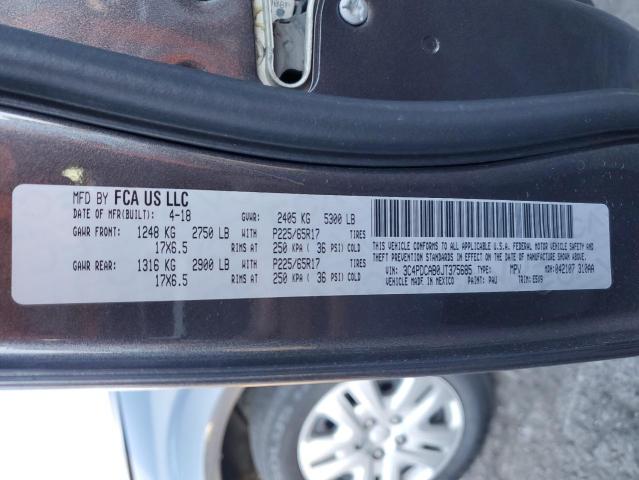 MFD BY FCA US LLC
DATE OF MFR(BUILT): 4-18 GVWR: 2405 KG 5300 LB
GAWR FRONT: 1248 KG 2750 LB WITH P225/65R17 TIRES
17X6.5 RIMS AT 250 KPA ( 36 PSI) COLD
GAWR REAR: 1316 KG 2900 LB WITH P225/65R17 TIRES
17X6.5 RIMS AT 250 KPA ( 36 PSI) COLD
THIS VEHICLE CONFORMS TO ALL APPLICABLE U.S.A. FEDERAL MOTOR VEHICLE SAFETY AND
THEFT PREVENTION STANDARDS IN EFFECT ON THE DATE OF MANUFACTURE SHOWN ABOVE.
VIN: 3C4PDCAB0JT375685 TYPE: MPV MDH: 042107 310AA
VEHICLE MADE IN MEXICO PAINT: PAU TRIM: E5V9